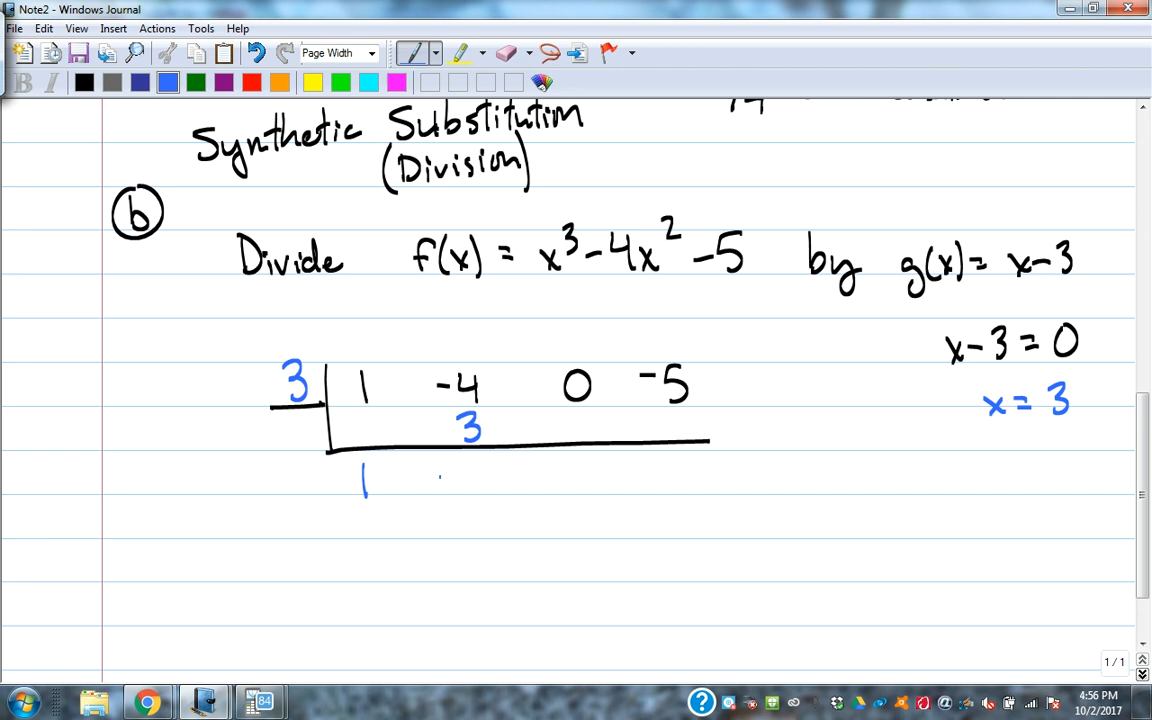 Note2 - Windows Journal
File Edit View Insert Actions Tools Help
Page Width
B I
Synthetic Substitution
(Division)
b
Divide f(x) = x³ - 4x² - 5 by g(x) = x - 3
x - 3 = 0
3 1 -4 0 -5
x = 3
3
1
1 / 1
84
4:56 PM
10/2/2017